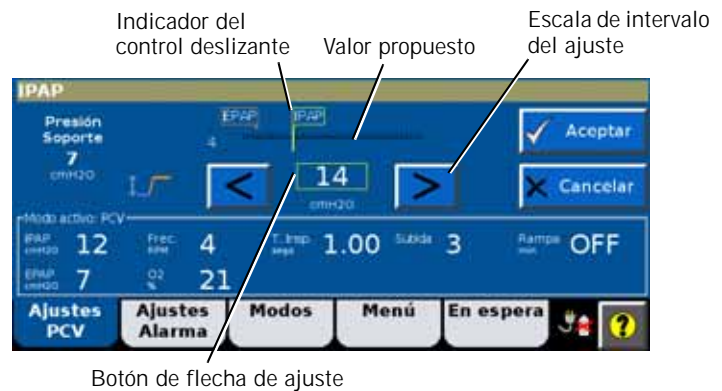 Indicador del
control deslizante
Valor propuesto
Escala de intervalo
del ajuste
IPAP
Presión
Soporte
7
cmH2O
EPAP
IPAP
4
14
cmH2O
Aceptar
Cancelar
Modo activo: PCV
IPAP cmH2O 12 Frec. RPM 4 T. Insp. segs 1.00 Subida 3 Rampa min OFF
EPAP cmH2O 7 O2 % 21
Ajustes PCV
Ajustes Alarma
Modos
Menú
En espera
?
Botón de flecha de ajuste